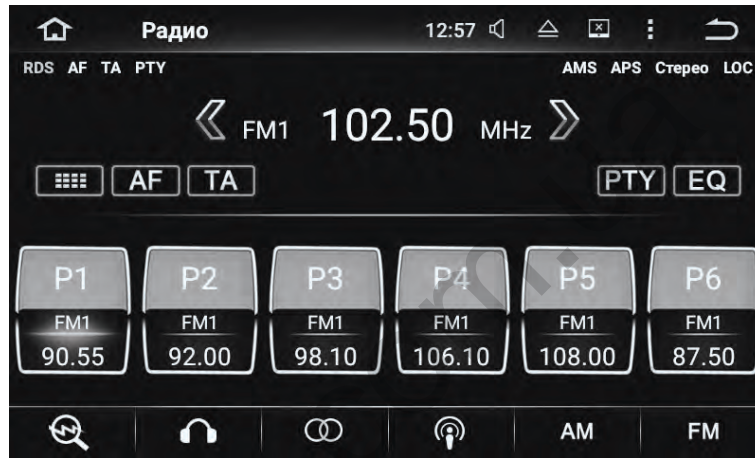 Радио 12:57
RDS AF TA PTY AMS APS Стерео LOC
FM1 102.50 MHz
AF TA PTY EQ
P1 P2 P3 P4 P5 P6
FM1 FM1 FM1 FM1 FM1 FM1
90.55 92.00 98.10 106.10 108.00 87.50
AM FM